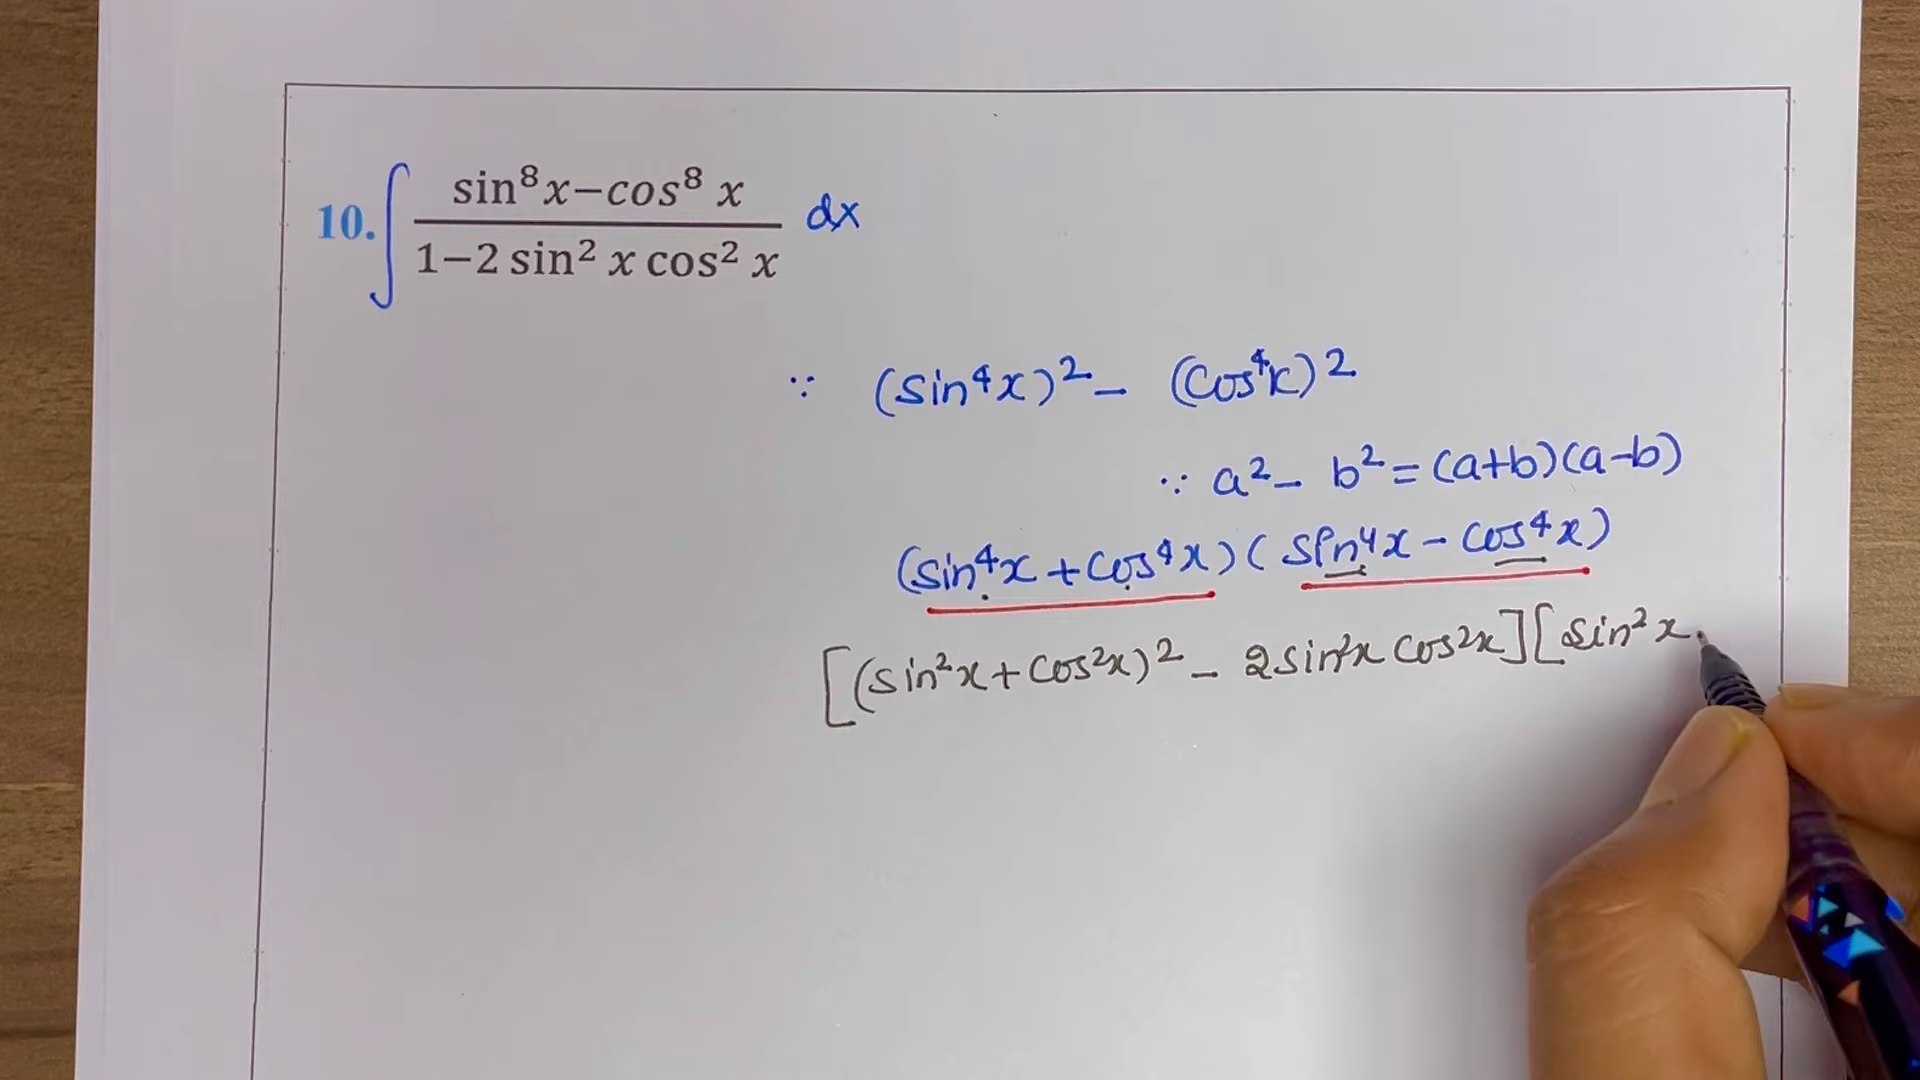 10. ∫ sin⁸x−cos⁸ x / 1−2 sin² x cos² x dx
∵ (sin⁴x)² − (cos⁴x)²
∵ a² − b² = (a+b)(a−b)
(sin⁴x + cos⁴x) (sin⁴x − cos⁴x)
[(sin²x + cos²x)² − 2sin²x cos²x] [sin²x